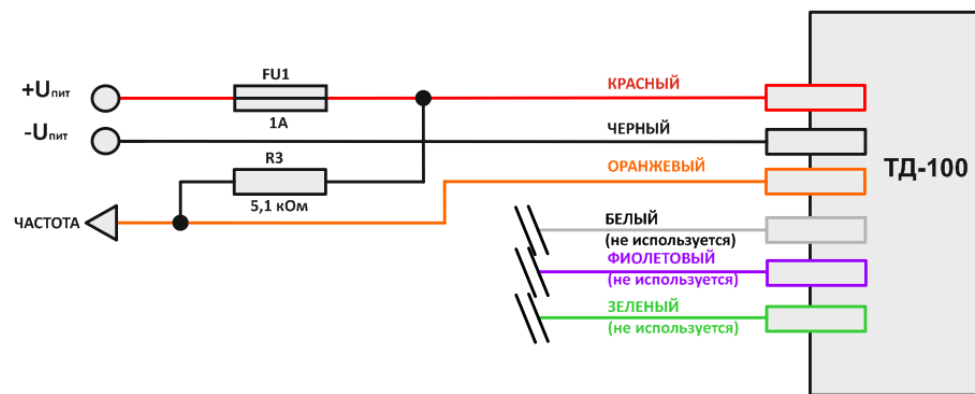 FU1
+Uпит
КРАСНЫЙ
1А
-Uпит
ЧЕРНЫЙ
R3
ОРАНЖЕВЫЙ
ТД-100
5,1 кОм
ЧАСТОТА
БЕЛЫЙ
(не используется)
ФИОЛЕТОВЫЙ
(не используется)
ЗЕЛЕНЫЙ
(не используется)